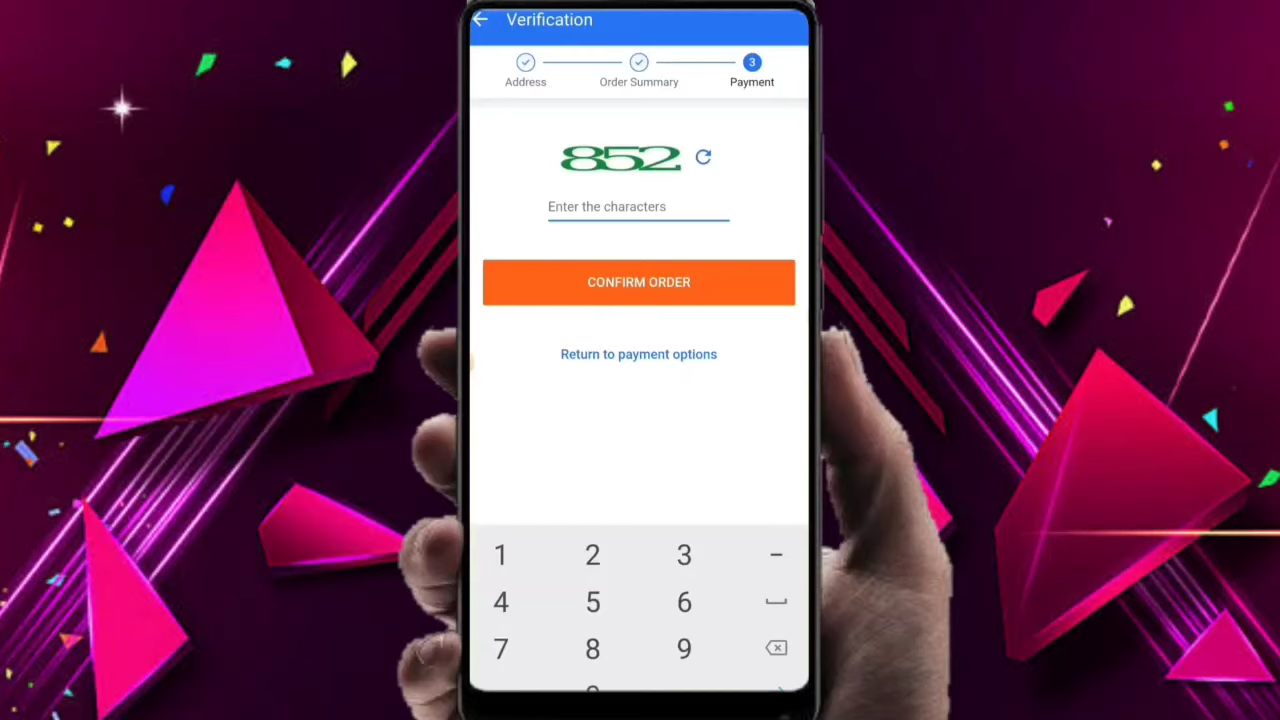 Verification
3
Address Order Summary Payment
852
Enter the characters
CONFIRM ORDER
Return to payment options
1 2 3 -
4 5 6
7 8 9